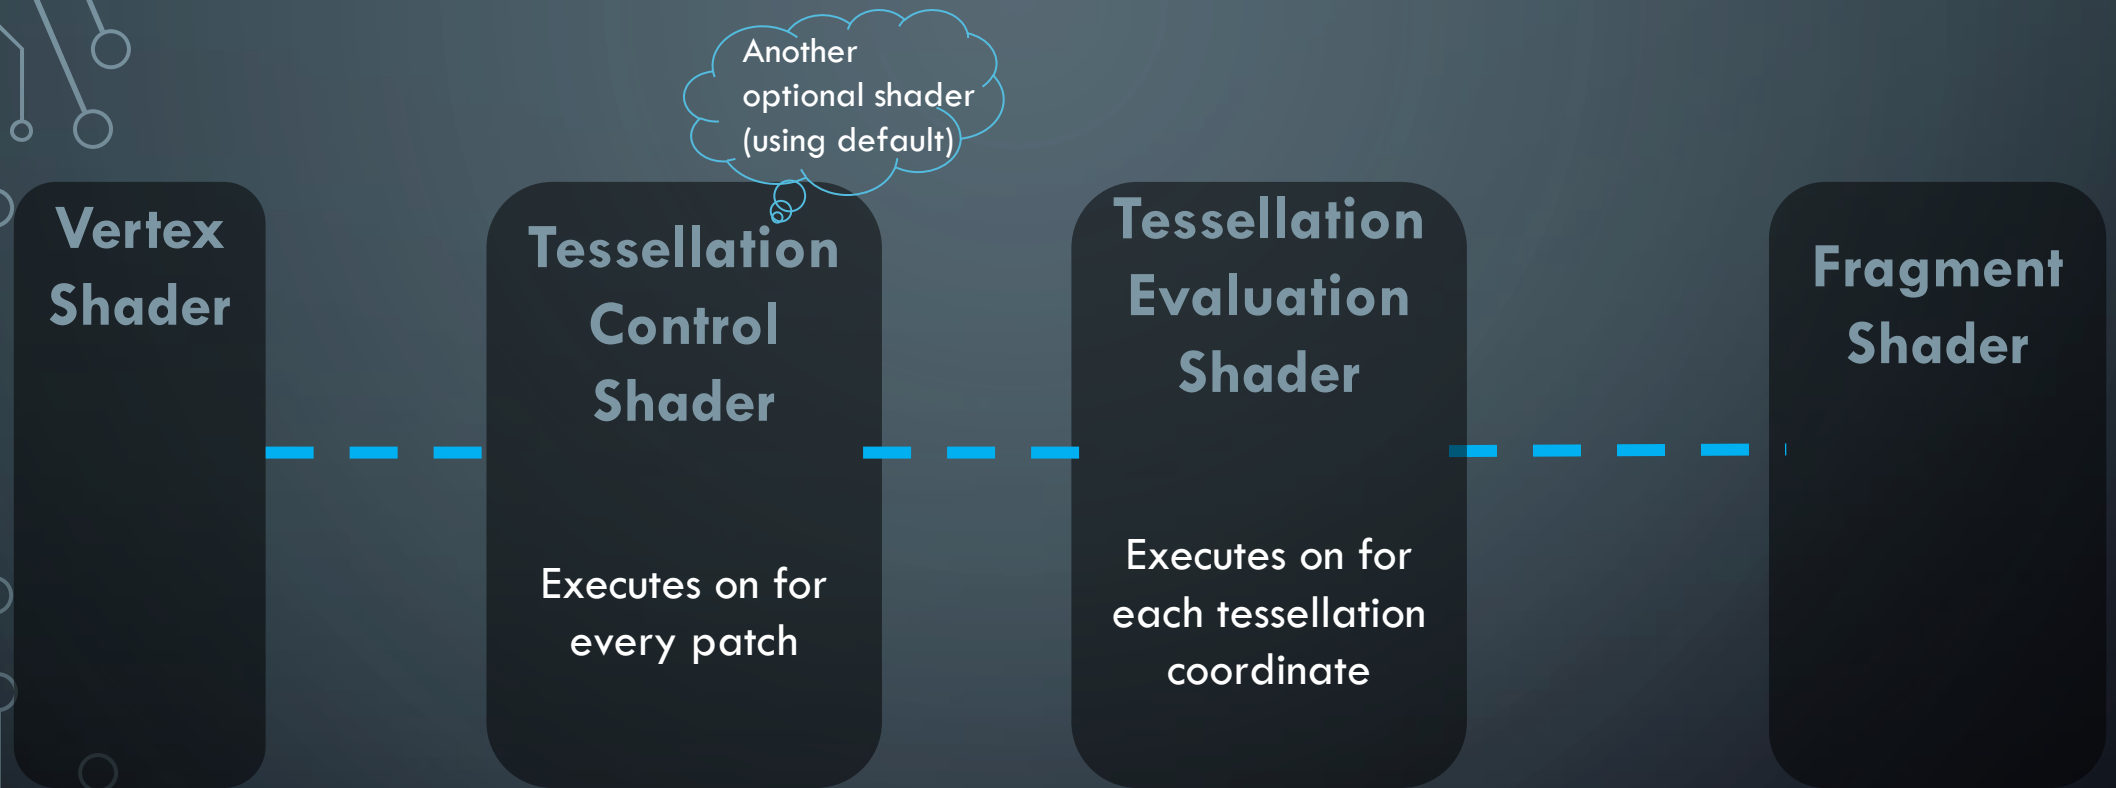 Another
optional shader
(using default)
Vertex
Shader
Tessellation
Control
Shader
Executes on for
every patch
Tessellation
Evaluation
Shader
Executes on for
each tessellation
coordinate
Fragment
Shader